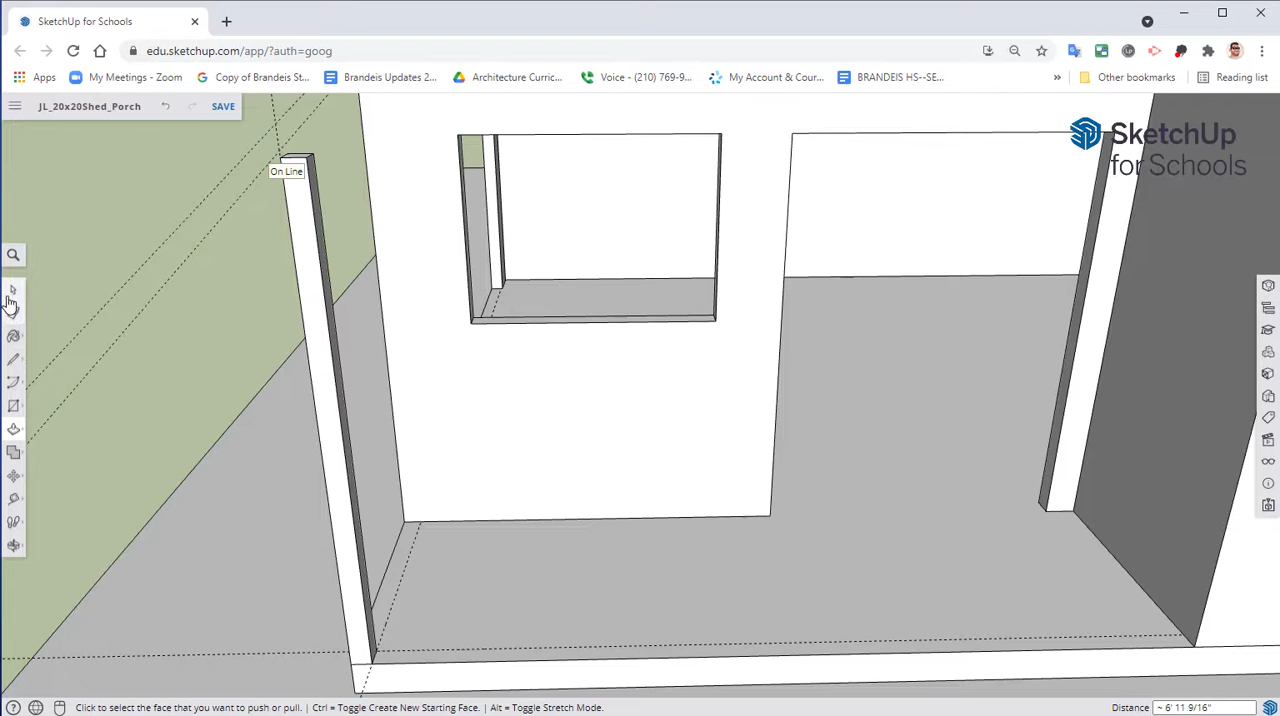 SketchUp for Schools
edu.sketchup.com/app/?auth=goog
Apps
My Meetings - Zoom
Copy of Brandeis St...
Brandeis Updates 2...
Architecture Curric...
Voice - (210) 769-9...
My Account & Cour...
BRANDEIS HS--SE...
»
Other bookmarks
Reading list
JL_20x20Shed_Porch
SAVE
SketchUp
for Schools
On Line
Click to select the face that you want to push or pull. | Ctrl = Toggle Create New Starting Face. | Alt = Toggle Stretch Mode.
Distance
~ 6' 11 9/16"